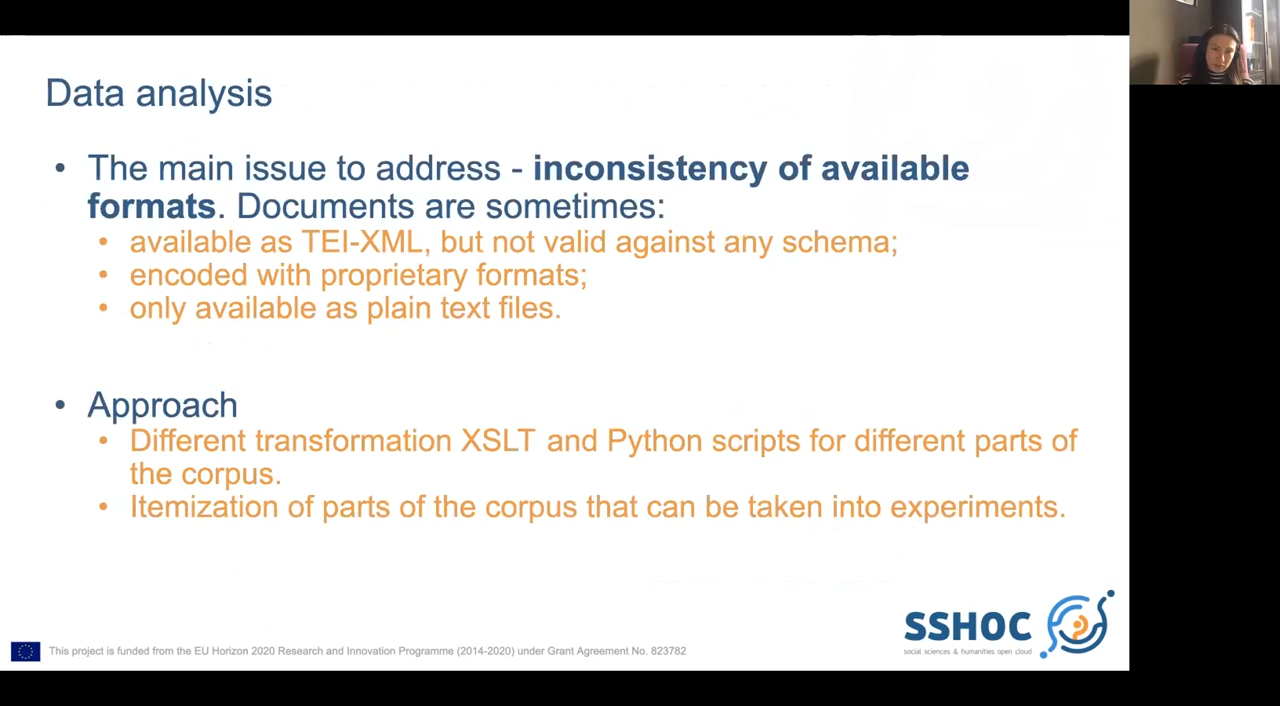 Data analysis
• The main issue to address - inconsistency of available
formats. Documents are sometimes:
• available as TEI-XML, but not valid against any schema;
• encoded with proprietary formats;
• only available as plain text files.
• Approach
• Different transformation XSLT and Python scripts for different parts of
the corpus.
• Itemization of parts of the corpus that can be taken into experiments.
SSHOC
social sciences & humanities open cloud
This project is funded from the EU Horizon 2020 Research and Innovation Programme (2014-2020) under Grant Agreement No. 823782